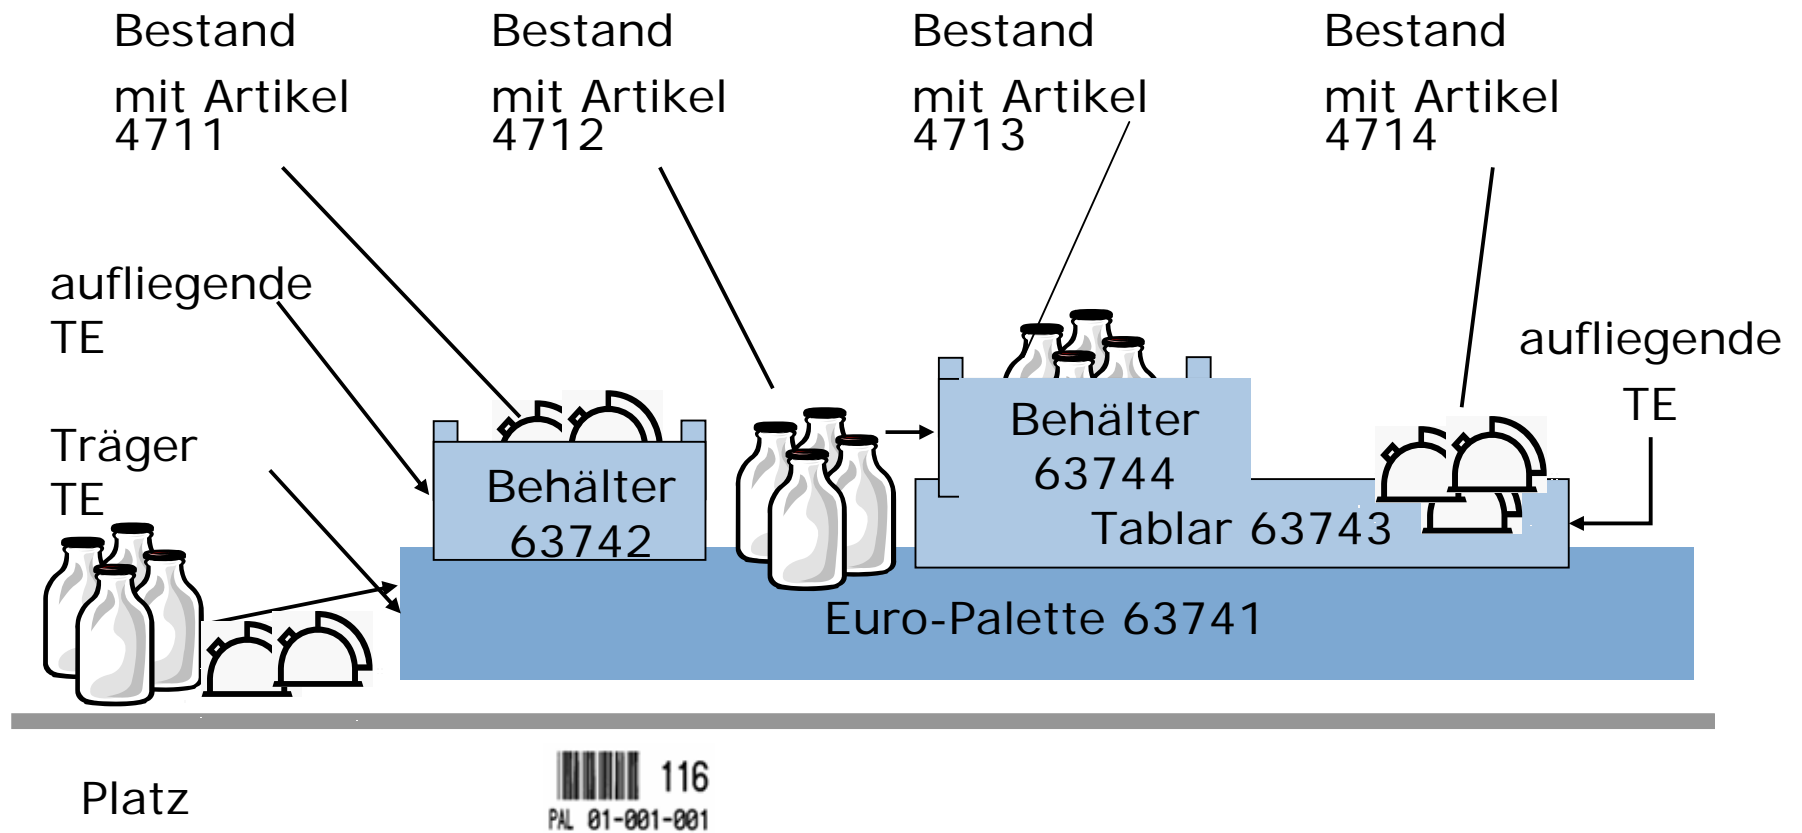 Bestand
mit Artikel
4711
Bestand
mit Artikel
4712
Bestand
mit Artikel
4713
Bestand
mit Artikel
4714
aufliegende
TE
aufliegende
TE
Träger
TE
Behälter
63742
Behälter
63744
Tablar 63743
Euro-Palette 63741
Platz
116
PAL 01-001-001